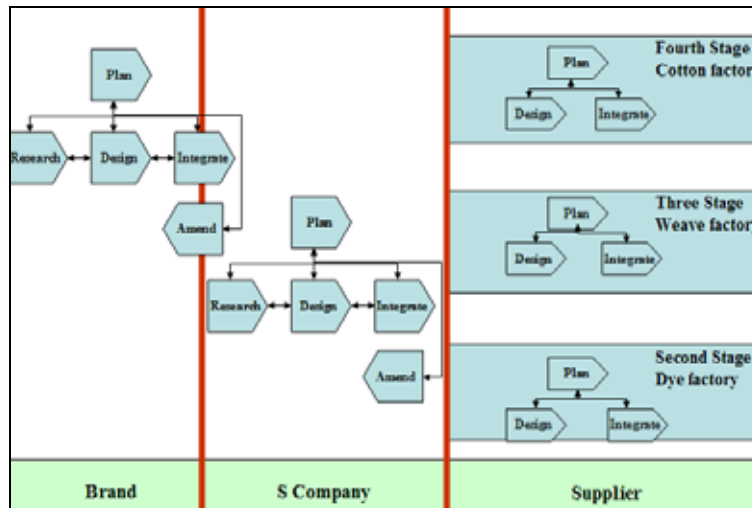 Plan
Research
Design
Integrate
Amend
Plan
Research
Design
Integrate
Amend
Fourth Stage
Cotton factor
Plan
Design
Integrate
Three Stage
Weave factory
Plan
Design
Integrate
Second Stage
Dye factory
Plan
Design
Integrate
Brand
S Company
Supplier